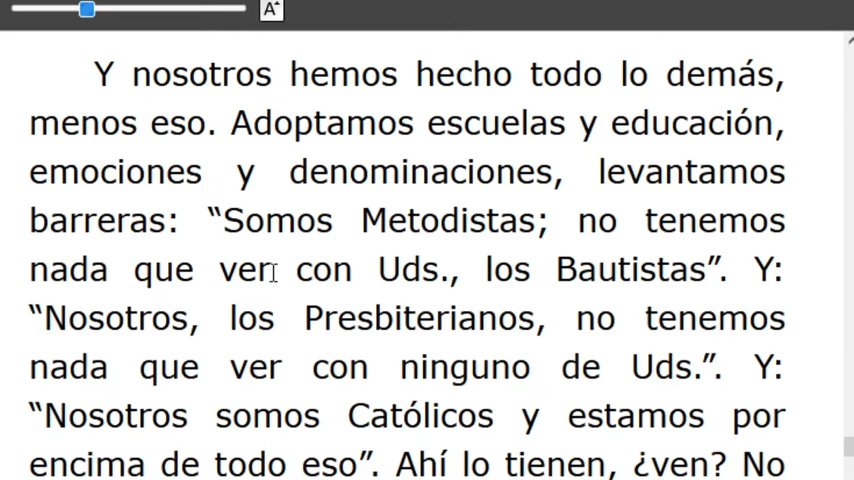 A
Y nosotros hemos hecho todo lo demás,
menos eso. Adoptamos escuelas y educación,
emociones y denominaciones, levantamos
barreras: “Somos Metodistas; no tenemos
nada que ver con Uds., los Bautistas”. Y:
“Nosotros, los Presbiterianos, no tenemos
nada que ver con ninguno de Uds.”. Y:
“Nosotros somos Católicos y estamos por
encima de todo eso”. Ahí lo tienen, ¿ven? No